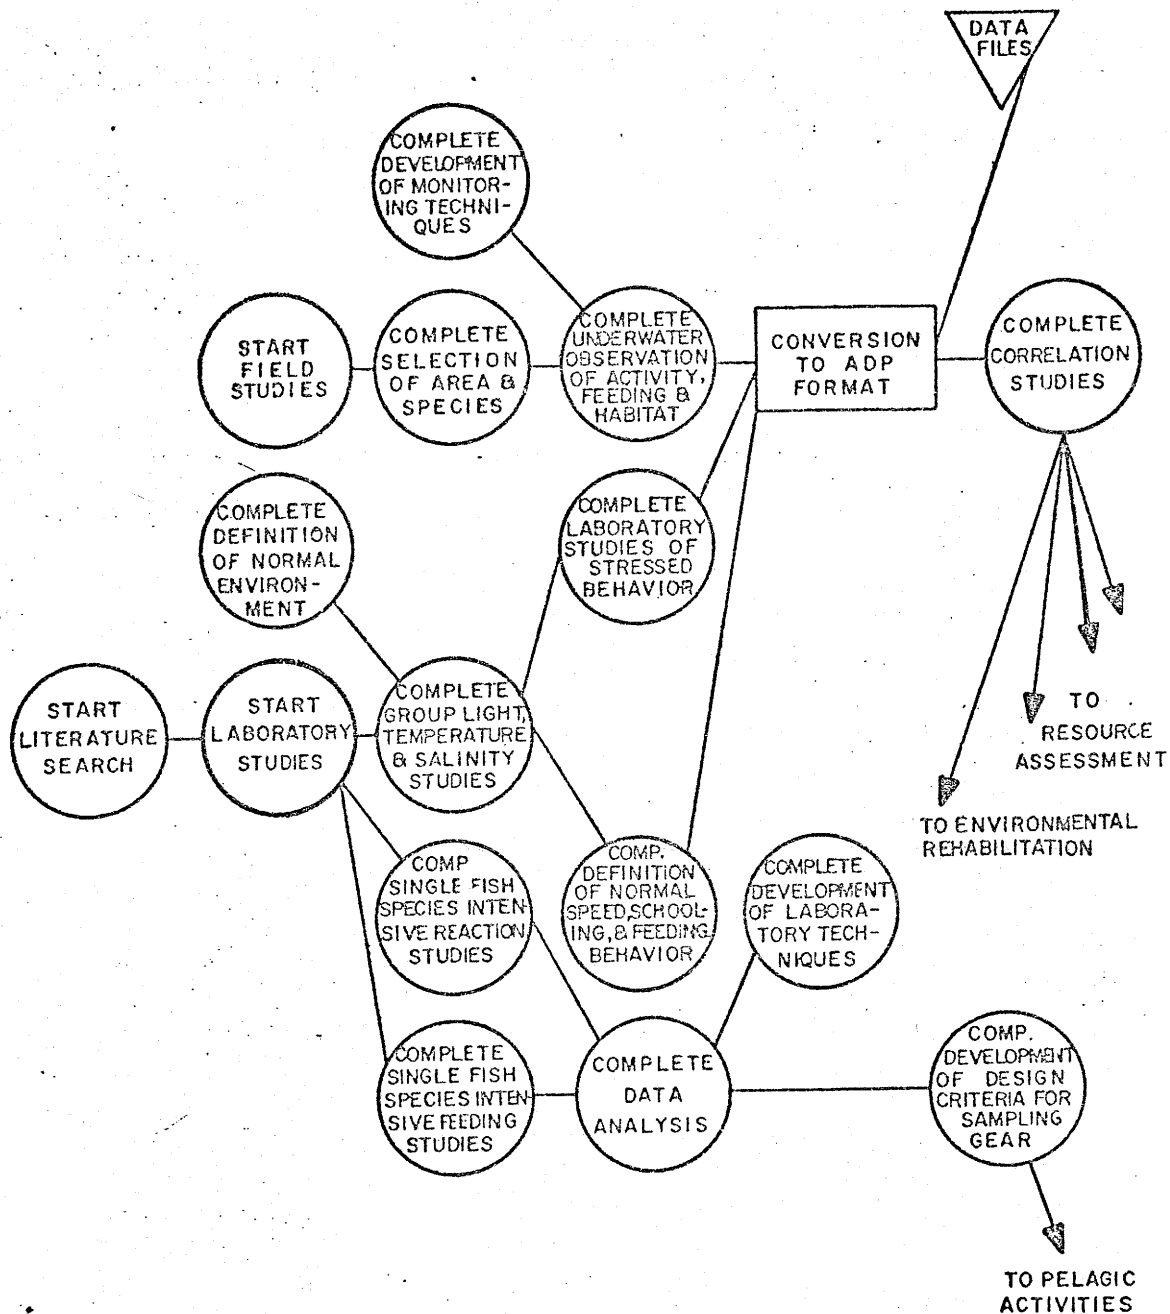 DATA
FILES
COMPLETE
DEVELOPMENT
OF MONITOR-
ING TECHNI-
QUES
START
FIELD
STUDIES
COMPLETE
SELECTION
OF AREA &
SPECIES
COMPLETE
UNDERWATER
OBSERVATION
OF ACTIVITY,
FEEDING &
HABITAT
CONVERSION
TO ADP
FORMAT
COMPLETE
CORRELATION
STUDIES
COMPLETE
DEFINITION
OF NORMAL
ENVIRON-
MENT
COMPLETE
LABORATORY
STUDIES OF
STRESSED
BEHAVIOR
START
LITERATURE
SEARCH
START
LABORATORY
STUDIES
COMPLETE
GROUP LIGHT,
TEMPERATURE
& SALINITY
STUDIES
TO
RESOURCE
ASSESSMENT
TO ENVIRONMENTAL
REHABILITATION
COMP
SINGLE FISH
SPECIES INTEN-
SIVE REACTION
STUDIES
COMP.
DEFINITION
OF NORMAL
SPEED, SCHOOL-
ING, & FEEDING
BEHAVIOR
COMPLETE
DEVELOPMENT
OF LABORA-
TORY TECH-
NIQUES
COMPLETE
SINGLE FISH
SPECIES INTEN-
SIVE FEEDING
STUDIES
COMPLETE
DATA
ANALYSIS
COMP.
DEVELOPMENT
OF DESIGN
CRITERIA FOR
SAMPLING
GEAR
TO PELAGIC
ACTIVITIES